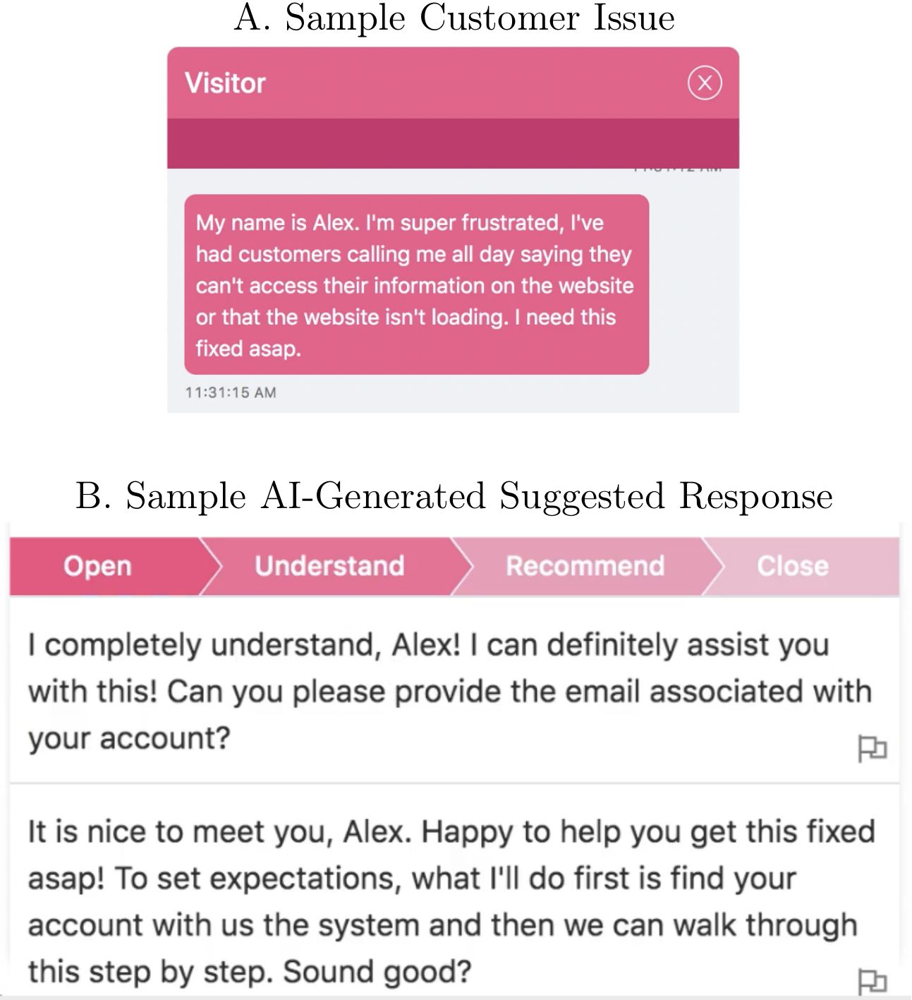 A. Sample Customer Issue
Visitor
My name is Alex. I'm super frustrated, I've
had customers calling me all day saying they
can't access their information on the website
or that the website isn't loading. I need this
fixed asap.
11:31:15 AM
B. Sample AI-Generated Suggested Response
Open Understand Recommend Close
I completely understand, Alex! I can definitely assist you
with this! Can you please provide the email associated with
your account?
It is nice to meet you, Alex. Happy to help you get this fixed
asap! To set expectations, what I'll do first is find your
account with us the system and then we can walk through
this step by step. Sound good?